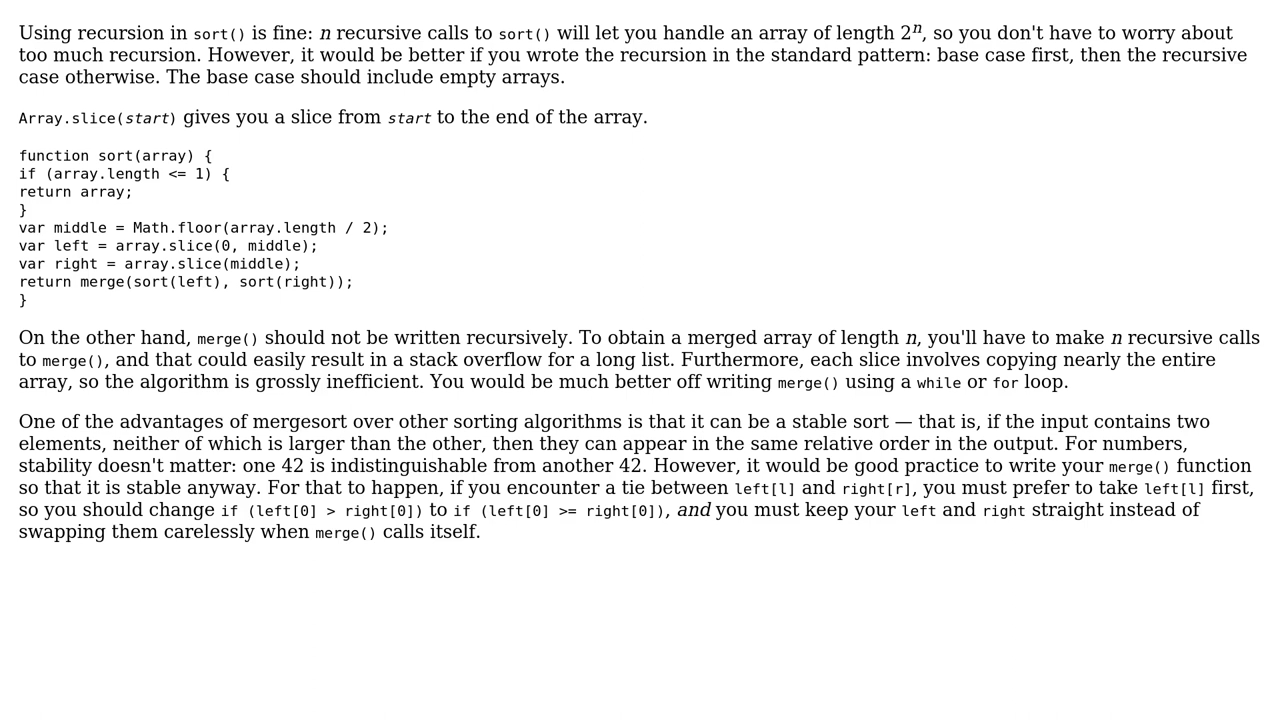 Using recursion in sort() is fine: n recursive calls to sort() will let you handle an array of length 2ⁿ, so you don't have to worry about
too much recursion. However, it would be better if you wrote the recursion in the standard pattern: base case first, then the recursive
case otherwise. The base case should include empty arrays.
Array.slice(start) gives you a slice from start to the end of the array.
function sort(array) {
if (array.length <= 1) {
return array;
}
var middle = Math.floor(array.length / 2);
var left = array.slice(0, middle);
var right = array.slice(middle);
return merge(sort(left), sort(right));
}
On the other hand, merge() should not be written recursively. To obtain a merged array of length n, you'll have to make n recursive calls
to merge(), and that could easily result in a stack overflow for a long list. Furthermore, each slice involves copying nearly the entire
array, so the algorithm is grossly inefficient. You would be much better off writing merge() using a while or for loop.
One of the advantages of mergesort over other sorting algorithms is that it can be a stable sort — that is, if the input contains two
elements, neither of which is larger than the other, then they can appear in the same relative order in the output. For numbers,
stability doesn't matter: one 42 is indistinguishable from another 42. However, it would be good practice to write your merge() function
so that it is stable anyway. For that to happen, if you encounter a tie between left[l] and right[r], you must prefer to take left[l] first,
so you should change if (left[0] > right[0]) to if (left[0] >= right[0]), and you must keep your left and right straight instead of
swapping them carelessly when merge() calls itself.